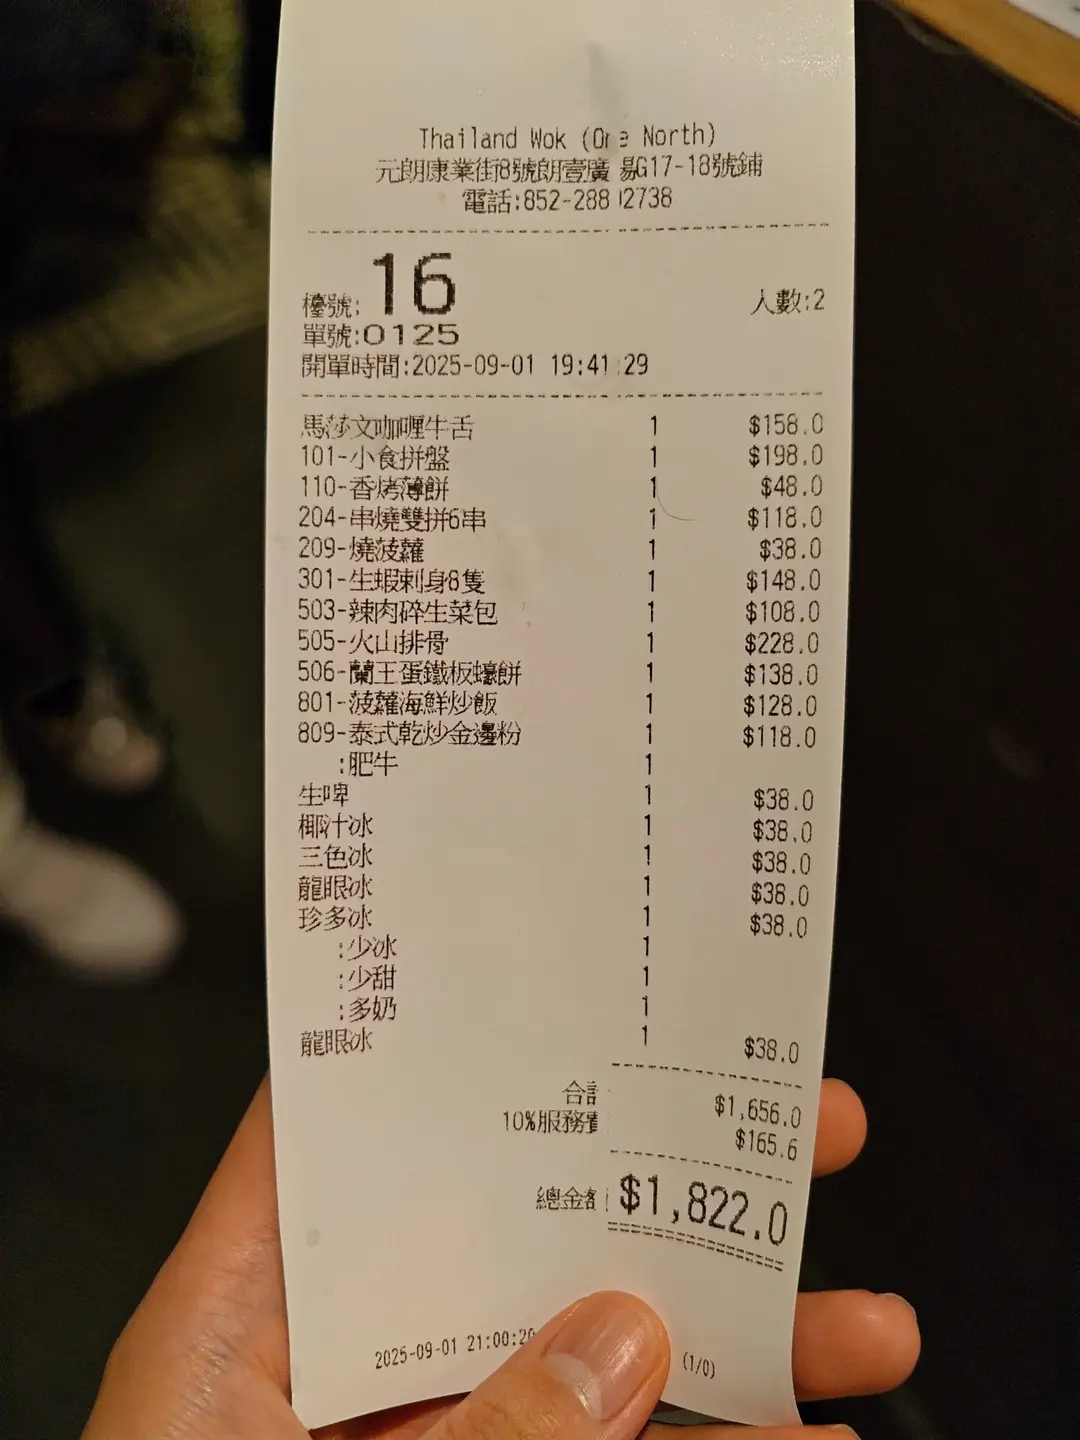 Thailand Wok (One North)
元朗康業街8號朗壹廣 G17-18號鋪
電話:852-288 2738
檯號: 16 人數:2
單號:0125
開單時間:2025-09-01 19:41:29
馬莎文咖喱牛舌 1 $158.0
101-小食拼盤 1 $198.0
110-香烤薄餅 1 $48.0
204-串燒雙拼6串 1 $118.0
209-燒菠蘿 1 $38.0
301-生蝦刺身8隻 1 $148.0
503-辣肉碎生菜包 1 $108.0
505-火山排骨 1 $228.0
506-蘭王蛋鐵板蠔餅 1 $138.0
801-菠蘿海鮮炒飯 1 $128.0
809-泰式乾炒金邊粉 1 $118.0
:肥牛 1
生啤 1 $38.0
椰汁冰 1 $38.0
三色冰 1 $38.0
龍眼冰 1 $38.0
珍多冰 1 $38.0
:少冰 1
:少甜 1
:多奶 1
龍眼冰 1 $38.0
合計 $1,656.0
10%服務費 $165.6
總金額 $1,822.0
2025-09-01 21:00:20 (1/0)